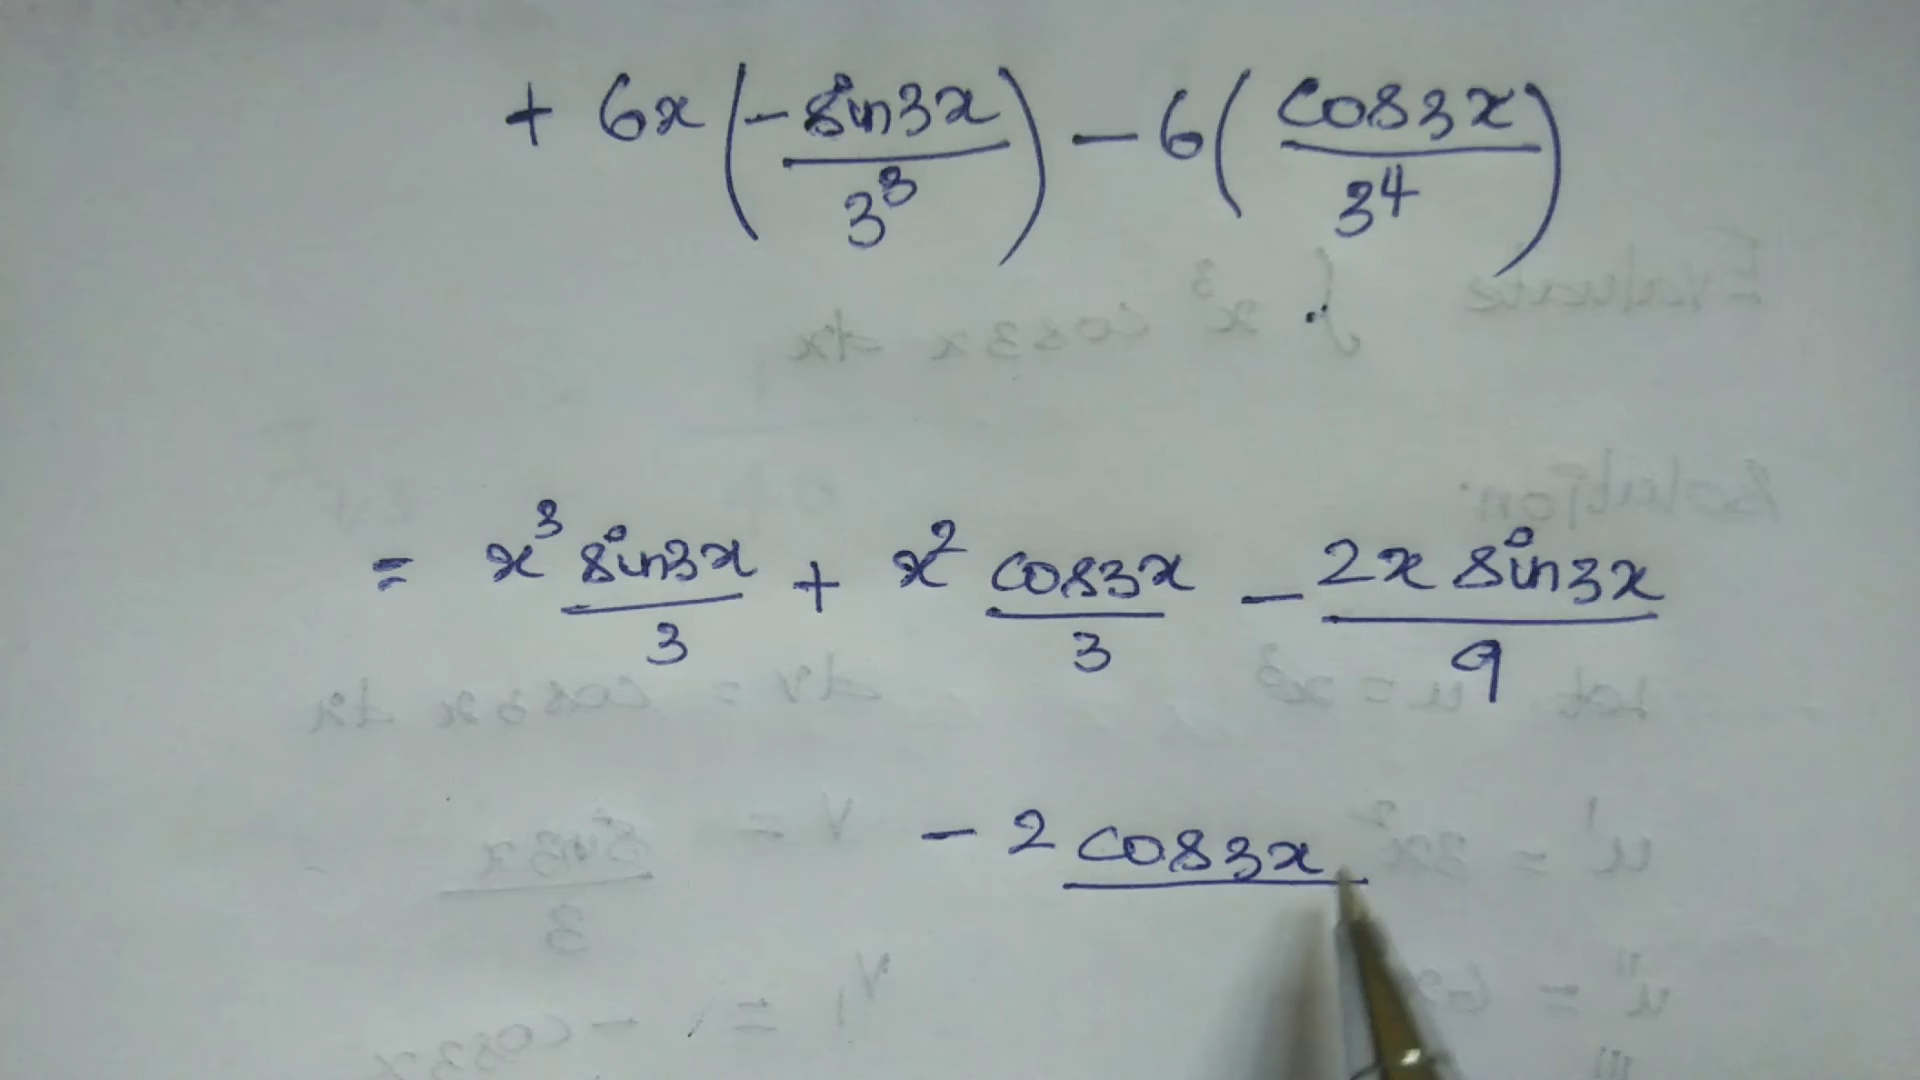 + 6x (-sin3x/3³) - 6 (cos3x/3⁴)
= x³ sin3x/3 + x² cos3x/3 - 2x sin3x/9
- 2 cos3x